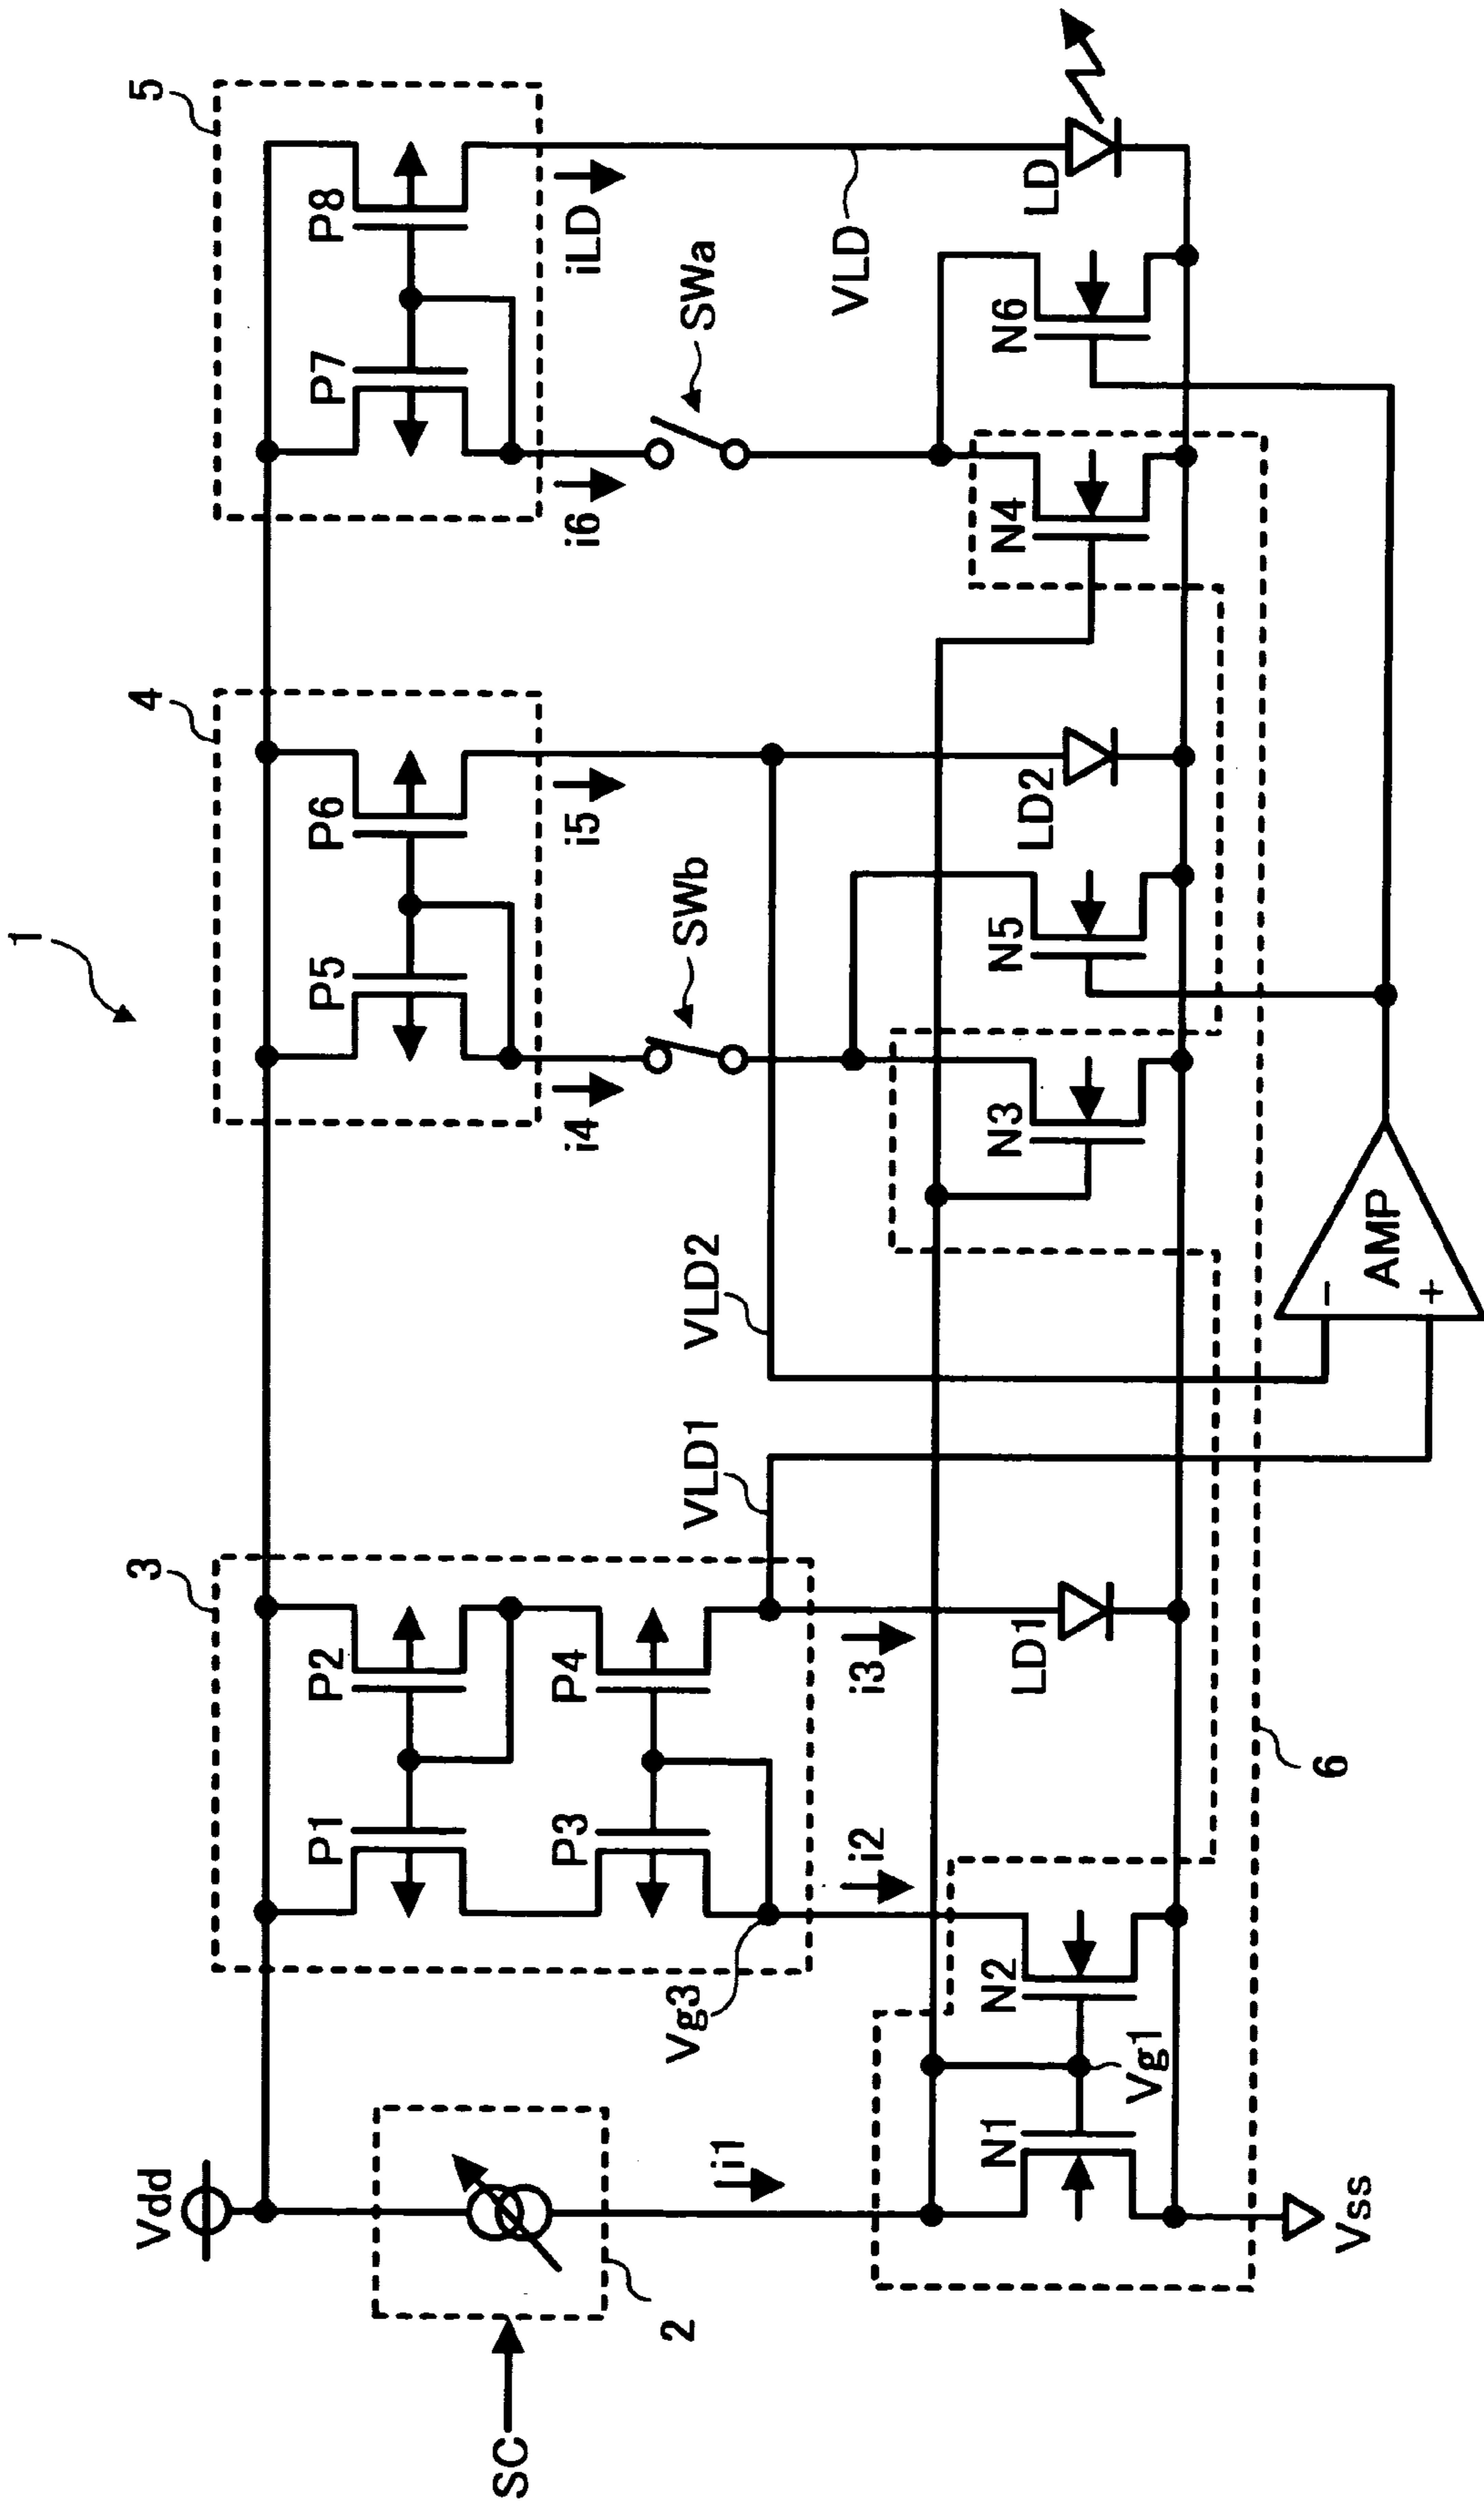 1
Vdd
SC
2
3
4
5
P1
P2
P3
P4
P5
P6
P7
P8
Vg3
i1
i2
i3
i4
i5
i6
iLD
VLD1
VLD2
SWb
SWa
VLD
N1
N2
Vg1
LD1
N3
N5
LD2
N4
N6
LD
Vss
6
AMP
−
+